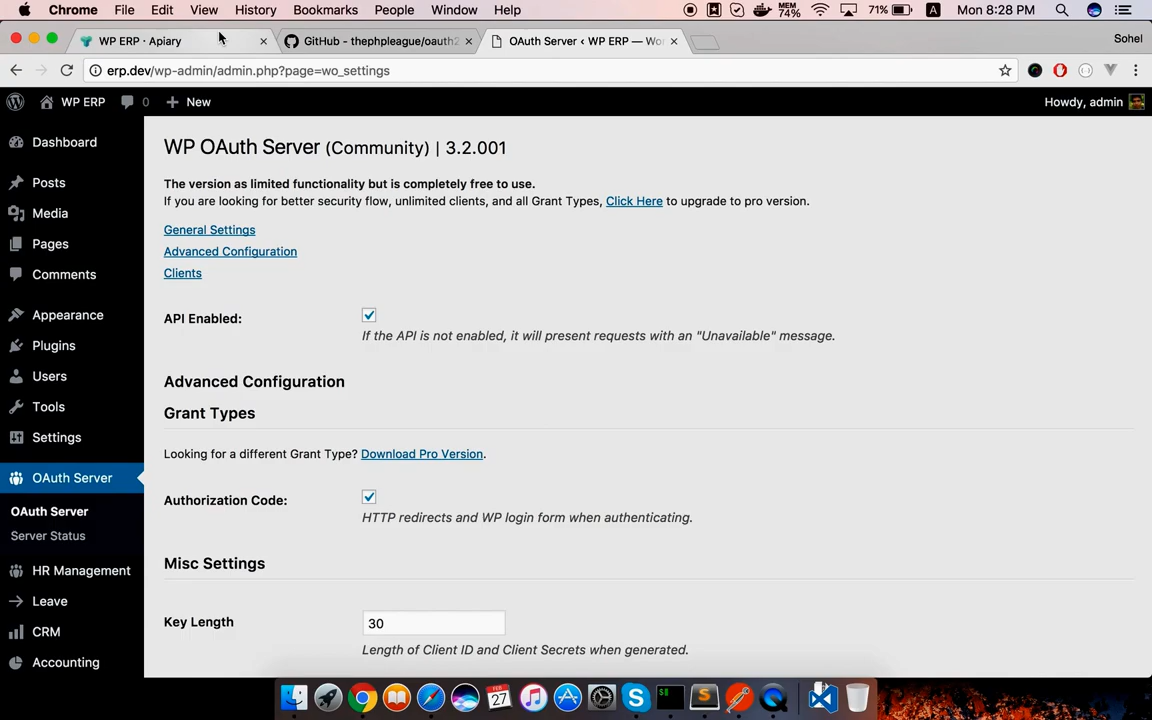 Chrome File Edit View History Bookmarks People Window Help MEM 74% 71% A Mon 8:28 PM
WP ERP · Apiary × GitHub - thephpleague/oauth2 × OAuth Server ‹ WP ERP — Wor × Sohel
erp.dev/wp-admin/admin.php?page=wo_settings
WP ERP 0 + New Howdy, admin
Dashboard
Posts
Media
Pages
Comments
Appearance
Plugins
Users
Tools
Settings
OAuth Server
OAuth Server
Server Status
HR Management
Leave
CRM
Accounting
WP OAuth Server (Community) | 3.2.001
The version as limited functionality but is completely free to use.
If you are looking for better security flow, unlimited clients, and all Grant Types, Click Here to upgrade to pro version.
General Settings
Advanced Configuration
Clients
API Enabled:
If the API is not enabled, it will present requests with an "Unavailable" message.
Advanced Configuration
Grant Types
Looking for a different Grant Type? Download Pro Version.
Authorization Code:
HTTP redirects and WP login form when authenticating.
Misc Settings
Key Length 30
Length of Client ID and Client Secrets when generated.
FEB
27